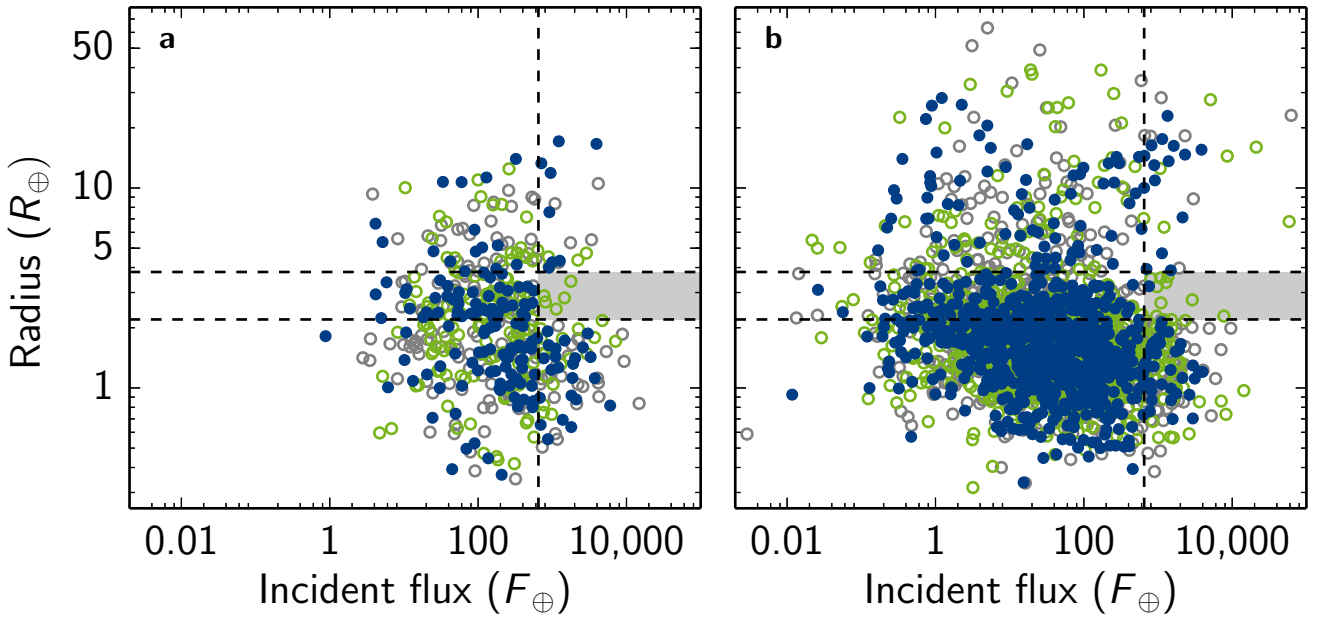 a
b
50
10
5
1
Radius (R⊕)
0.01 1 100 10,000
0.01 1 100 10,000
Incident flux (F⊕)
Incident flux (F⊕)